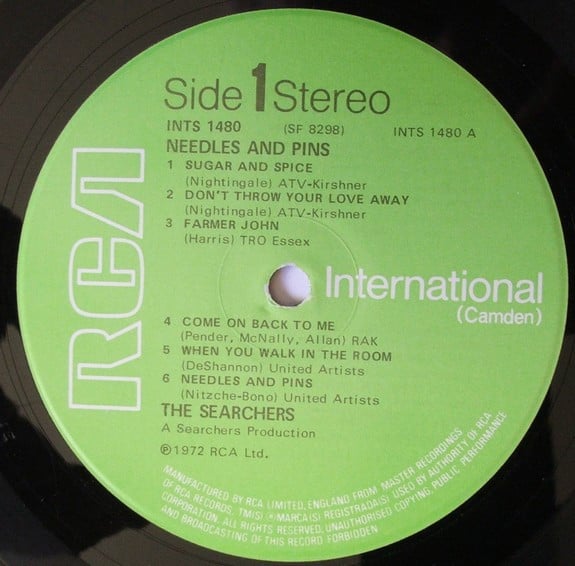 Side 1 Stereo
INTS 1480 (SF 8298) INTS 1480 A
NEEDLES AND PINS
1 SUGAR AND SPICE
(Nightingale) ATV-Kirshner
2 DON'T THROW YOUR LOVE AWAY
(Nightingale) ATV-Kirshner
3 FARMER JOHN
(Harris) TRO Essex
RCA
International
(Camden)
4 COME ON BACK TO ME
(Pender, McNally, Allan) RAK
5 WHEN YOU WALK IN THE ROOM
(DeShannon) United Artists
6 NEEDLES AND PINS
(Nitzche-Bono) United Artists
THE SEARCHERS
A Searchers Production
℗1972 RCA Ltd.
MANUFACTURED BY RCA LIMITED, ENGLAND FROM MASTER RECORDINGS
OF RCA RECORDS, TM(S) ® MARCA(S) REGISTRADA(S) USED BY AUTHORITY OF RCA
CORPORATION, ALL RIGHTS RESERVED, UNAUTHORISED COPYING, PUBLIC PERFORMANCE
AND BROADCASTING OF THIS RECORD FORBIDDEN